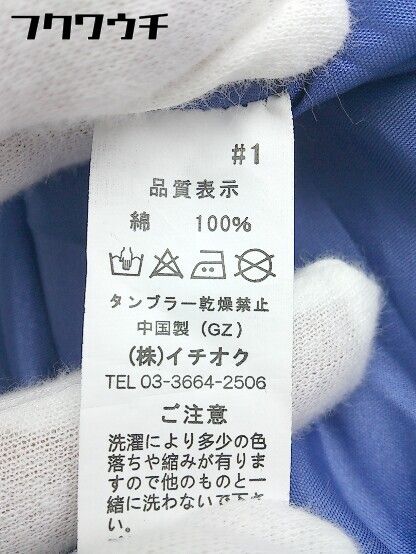 フクワウチ
#1
品質表示
綿 100%
タンブラー乾燥禁止
中国製（GZ）
(株)イチオク
TEL 03-3664-2506
ご注意
洗濯により多少の色
落ちや縮みが有りま
すので他のものと一
緒に洗わないで下さ
い。